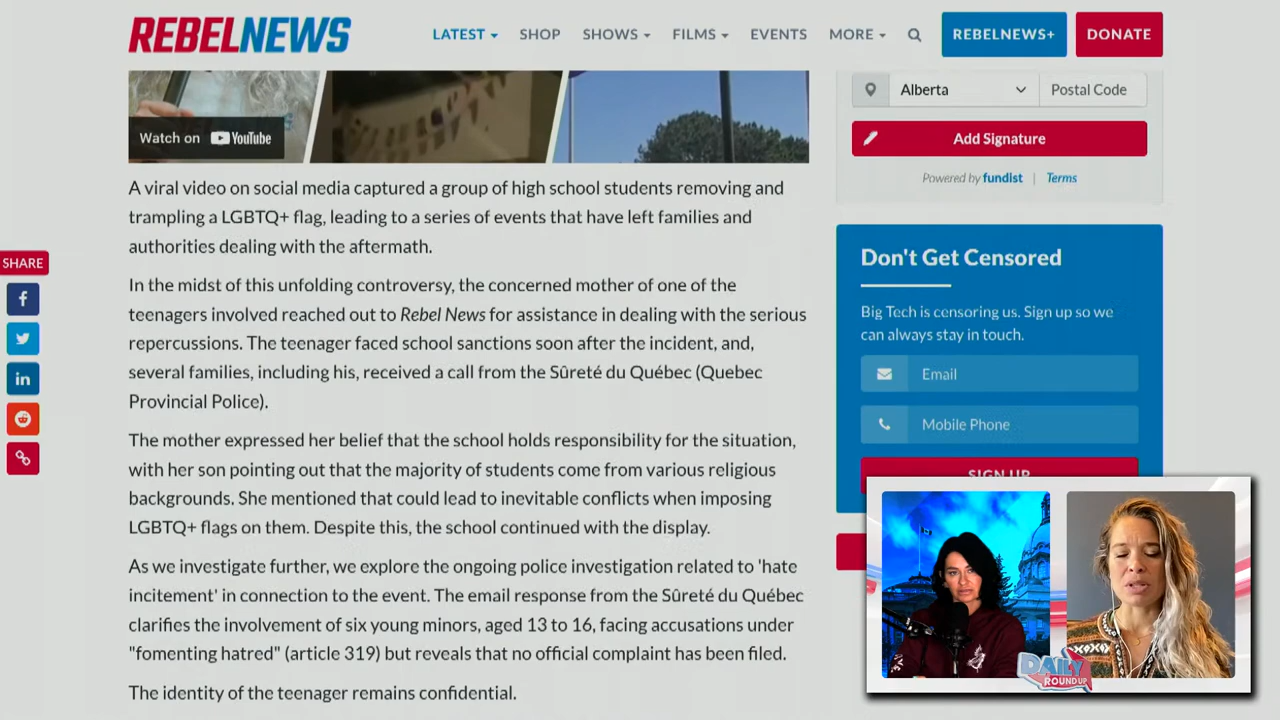 REBELNEWS
LATEST
SHOP
SHOWS
FILMS
EVENTS
MORE
REBELNEWS+
DONATE
Watch on YouTube
A viral video on social media captured a group of high school students removing and
trampling a LGBTQ+ flag, leading to a series of events that have left families and
authorities dealing with the aftermath.
In the midst of this unfolding controversy, the concerned mother of one of the
teenagers involved reached out to Rebel News for assistance in dealing with the serious
repercussions. The teenager faced school sanctions soon after the incident, and,
several families, including his, received a call from the Sûreté du Québec (Quebec
Provincial Police).
The mother expressed her belief that the school holds responsibility for the situation,
with her son pointing out that the majority of students come from various religious
backgrounds. She mentioned that could lead to inevitable conflicts when imposing
LGBTQ+ flags on them. Despite this, the school continued with the display.
As we investigate further, we explore the ongoing police investigation related to 'hate
incitement' in connection to the event. The email response from the Sûreté du Québec
clarifies the involvement of six young minors, aged 13 to 16, facing accusations under
"fomenting hatred" (article 319) but reveals that no official complaint has been filed.
The identity of the teenager remains confidential.
SHARE
Alberta
Postal Code
Add Signature
Powered by fundist | Terms
Don't Get Censored
Big Tech is censoring us. Sign up so we
can always stay in touch.
Email
Mobile Phone
SIGN UP
DAILY
ROUNDUP